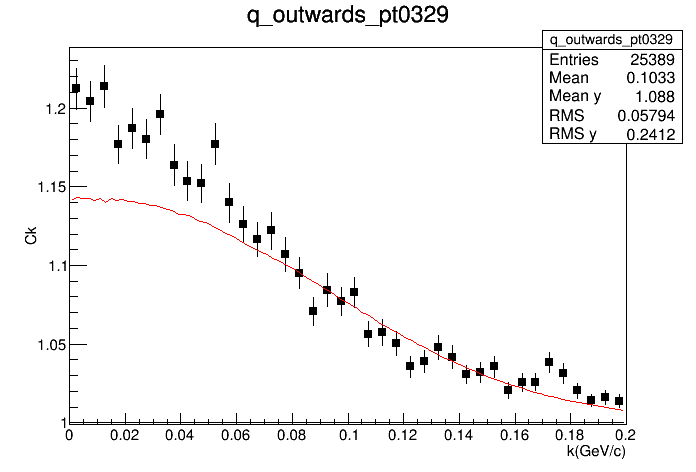 q_outwards_pt0329
q_outwards_pt0329
Entries 25389
Mean 0.1033
Mean y 1.088
RMS 0.05794
RMS y 0.2412
Ck
1.2
1.15
1.1
1.05
1
0 0.02 0.04 0.06 0.08 0.1 0.12 0.14 0.16 0.18 0.2
k(GeV/c)